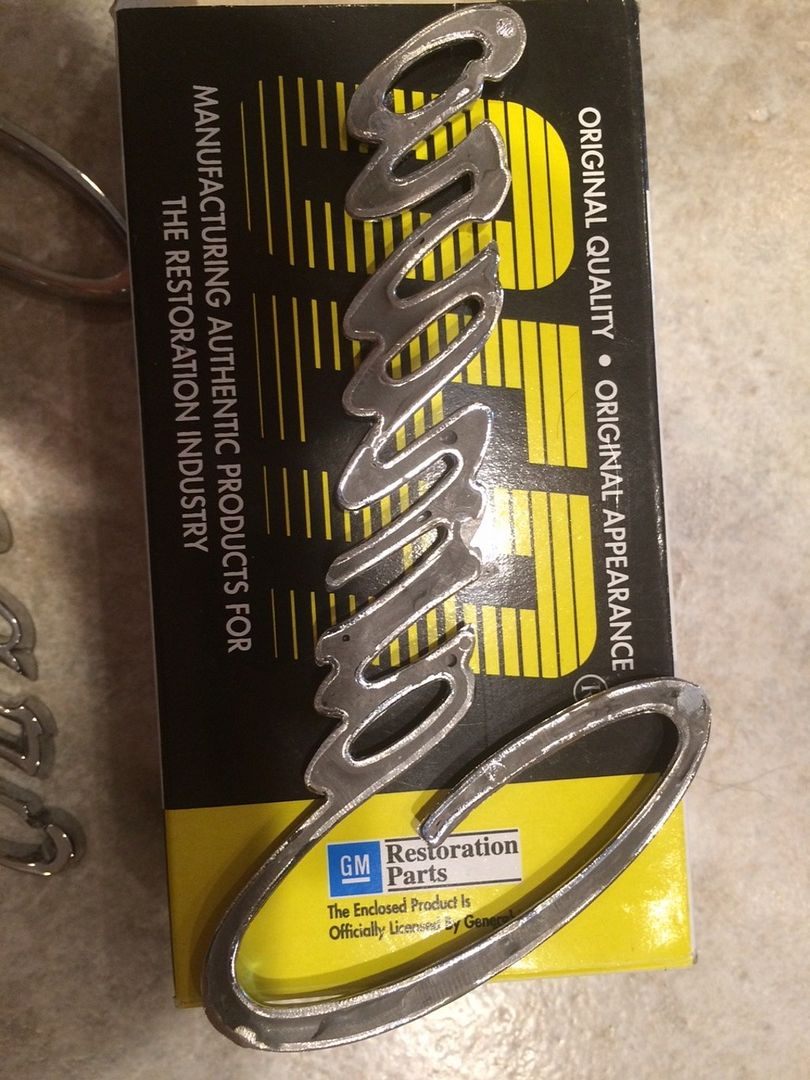 ORIGINAL QUALITY • ORIGINAL APPEARANCE
OER ®
MANUFACTURING AUTHENTIC PRODUCTS FOR
THE RESTORATION INDUSTRY
GM Restoration
Parts
The Enclosed Product Is
Officially Licensed By General